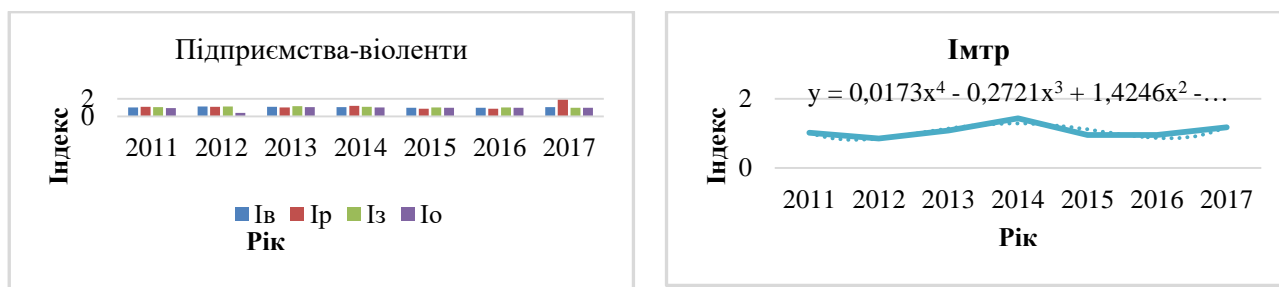 Підприємства-віоленти
2
0
2011 2012 2013 2014 2015 2016 2017
Індекс
Ів Ір Із Іо
Рік
Імтр
y = 0,0173x⁴ - 0,2721x³ + 1,4246x² -…
2
0
2011 2012 2013 2014 2015 2016 2017
Індекс
Рік